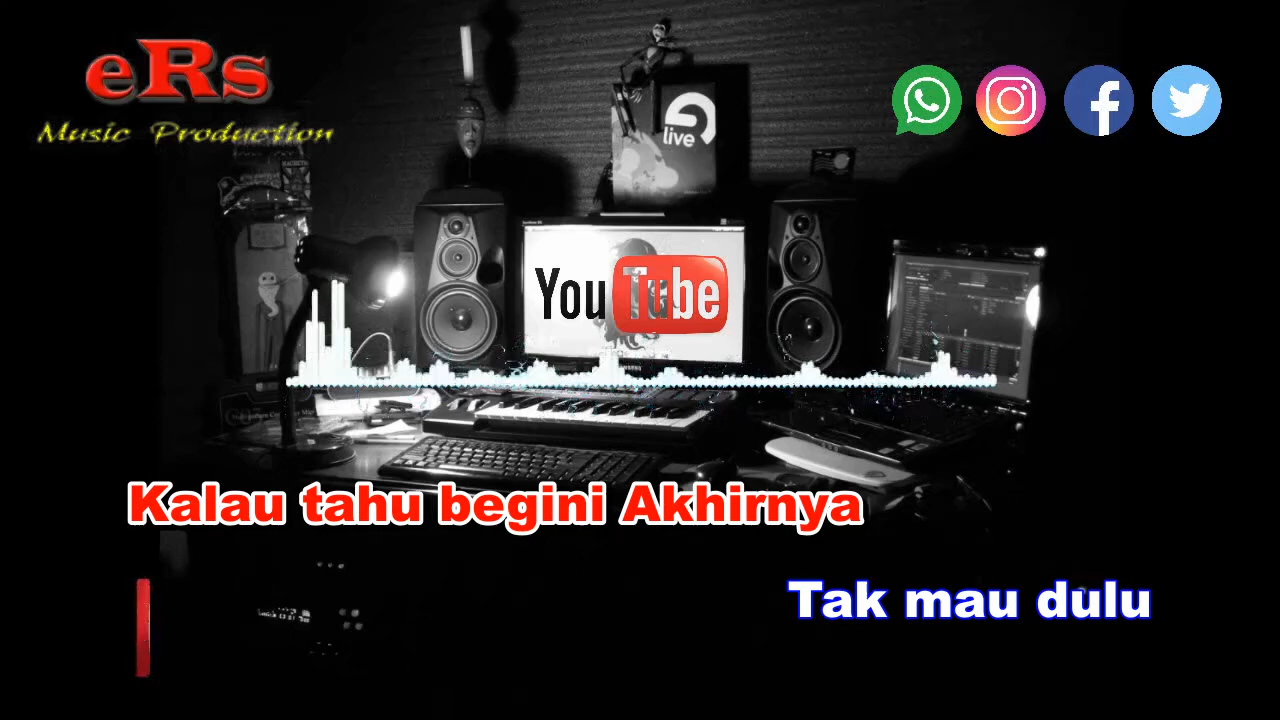 eRs
Music Production
live
YouTube
Kalau tahu begini Akhirnya
Tak mau dulu